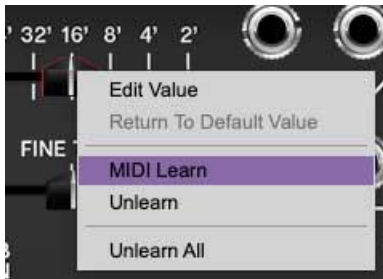 32' 16' 8' 4' 2'
Edit Value
Return To Default Value
FINE
MIDI Learn
Unlearn
Unlearn All